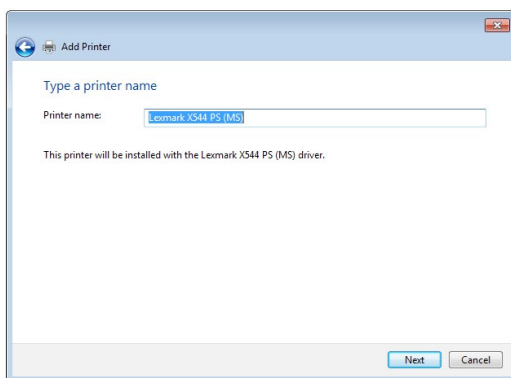 Add Printer
Type a printer name
Printer name: Lexmark X544 PS (MS)
This printer will be installed with the Lexmark X544 PS (MS) driver.
Next Cancel